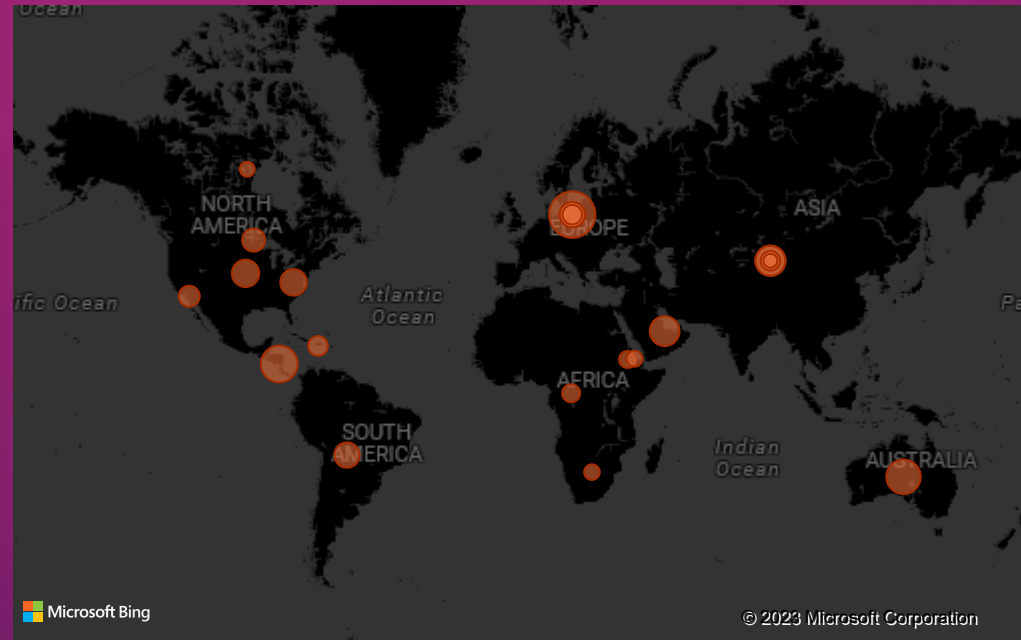 Ocean
NORTH
AMERICA
ASIA
EUROPE
ific Ocean
Atlantic
Ocean
Pa
AFRICA
SOUTH
AMERICA
Indian
Ocean
AUSTRALIA
Microsoft Bing
© 2023 Microsoft Corporation